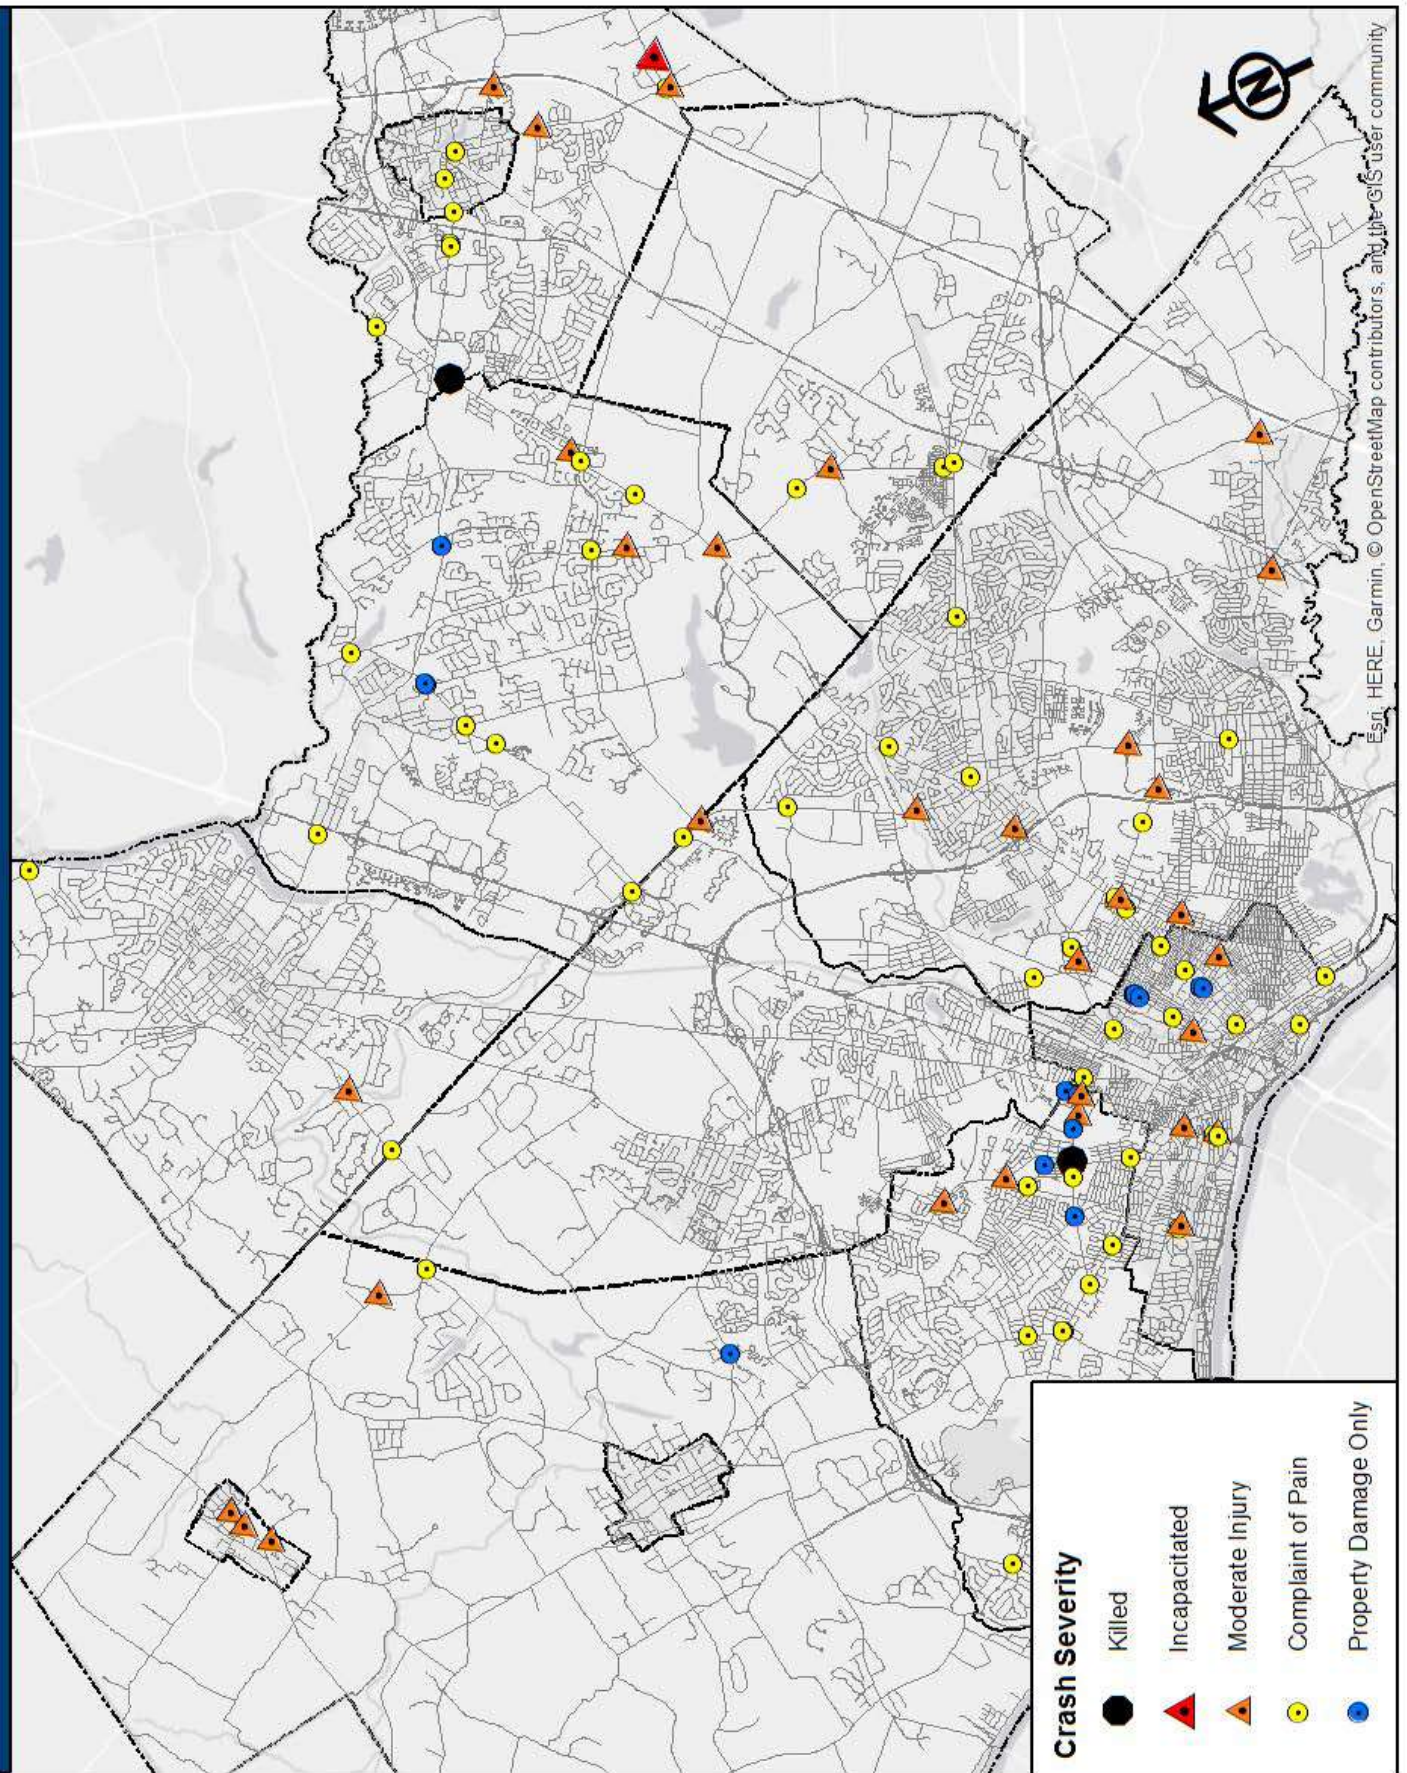 Crash Severity
Killed
Incapacitated
Moderate Injury
Complaint of Pain
Property Damage Only
N
Esri, HERE, Garmin, © OpenStreetMap contributors, and the GIS user community